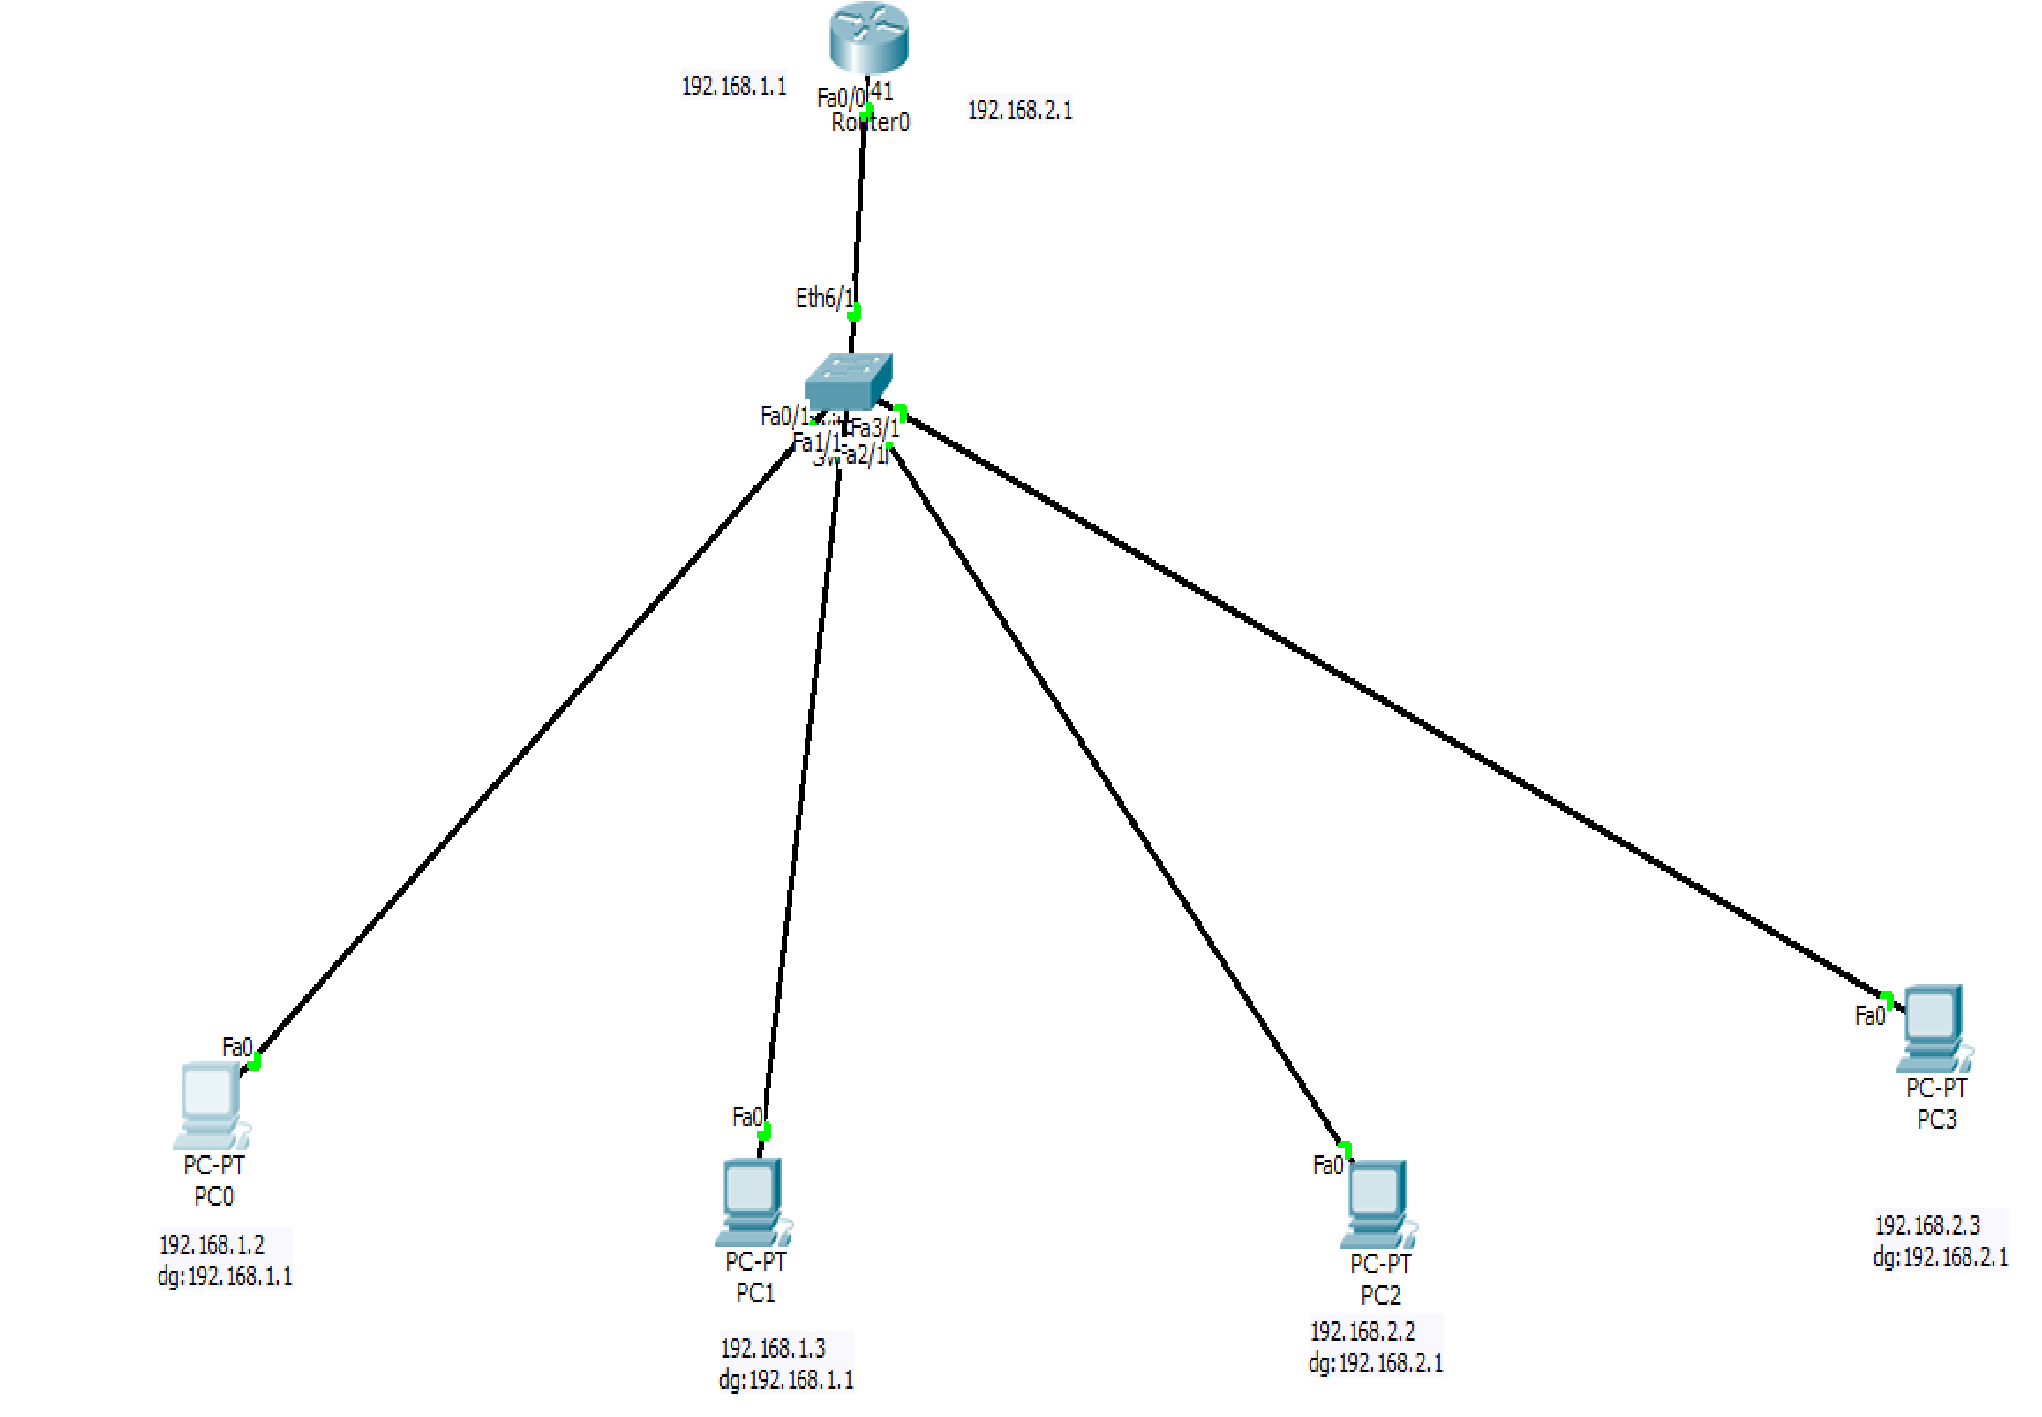 192.168.1.1
Fa0/0
41
Router0
192.168.2.1
Eth6/1
Fa0/1
Fa3/1
Fa1/1
Fa0
PC-PT
PC0
192.168.1.2
dg:192.168.1.1
Fa0
PC-PT
PC1
192.168.1.3
dg:192.168.1.1
Fa0
PC-PT
PC2
192.168.2.2
dg:192.168.2.1
Fa0
PC-PT
PC3
192.168.2.3
dg:192.168.2.1